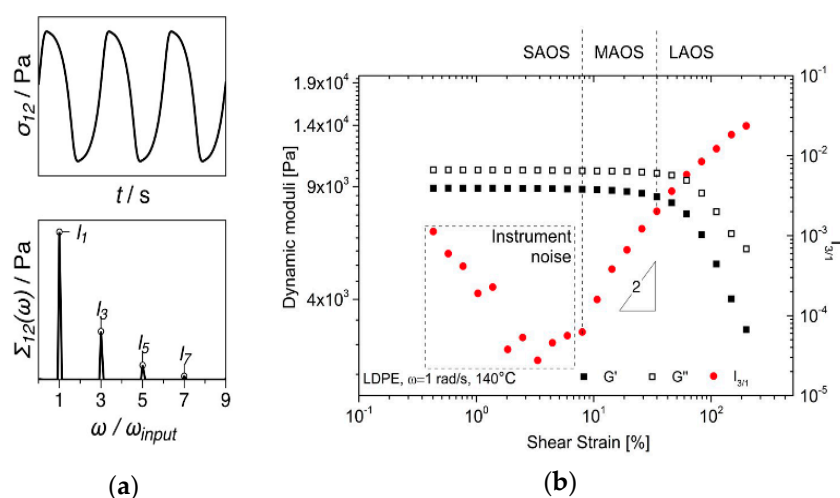 a)
σ12 / Pa
t / s
Σ12(ω) / Pa
I1
I3
I5
I7
1 3 5 7 9
ω / ωinput
(a)
b)
SAOS MAOS LAOS
Dynamic moduli [Pa]
1.9x10^4
1.4x10^4
9x10^3
4x10^3
Instrument
noise
2
LDPE, ω=1 rad/s, 140°C
G' G'' I3/1
10^-1 10^0 10^1 10^2
Shear Strain [%]
10^-1
10^-2
10^-3
10^-4
10^-5
I3/1
(b)